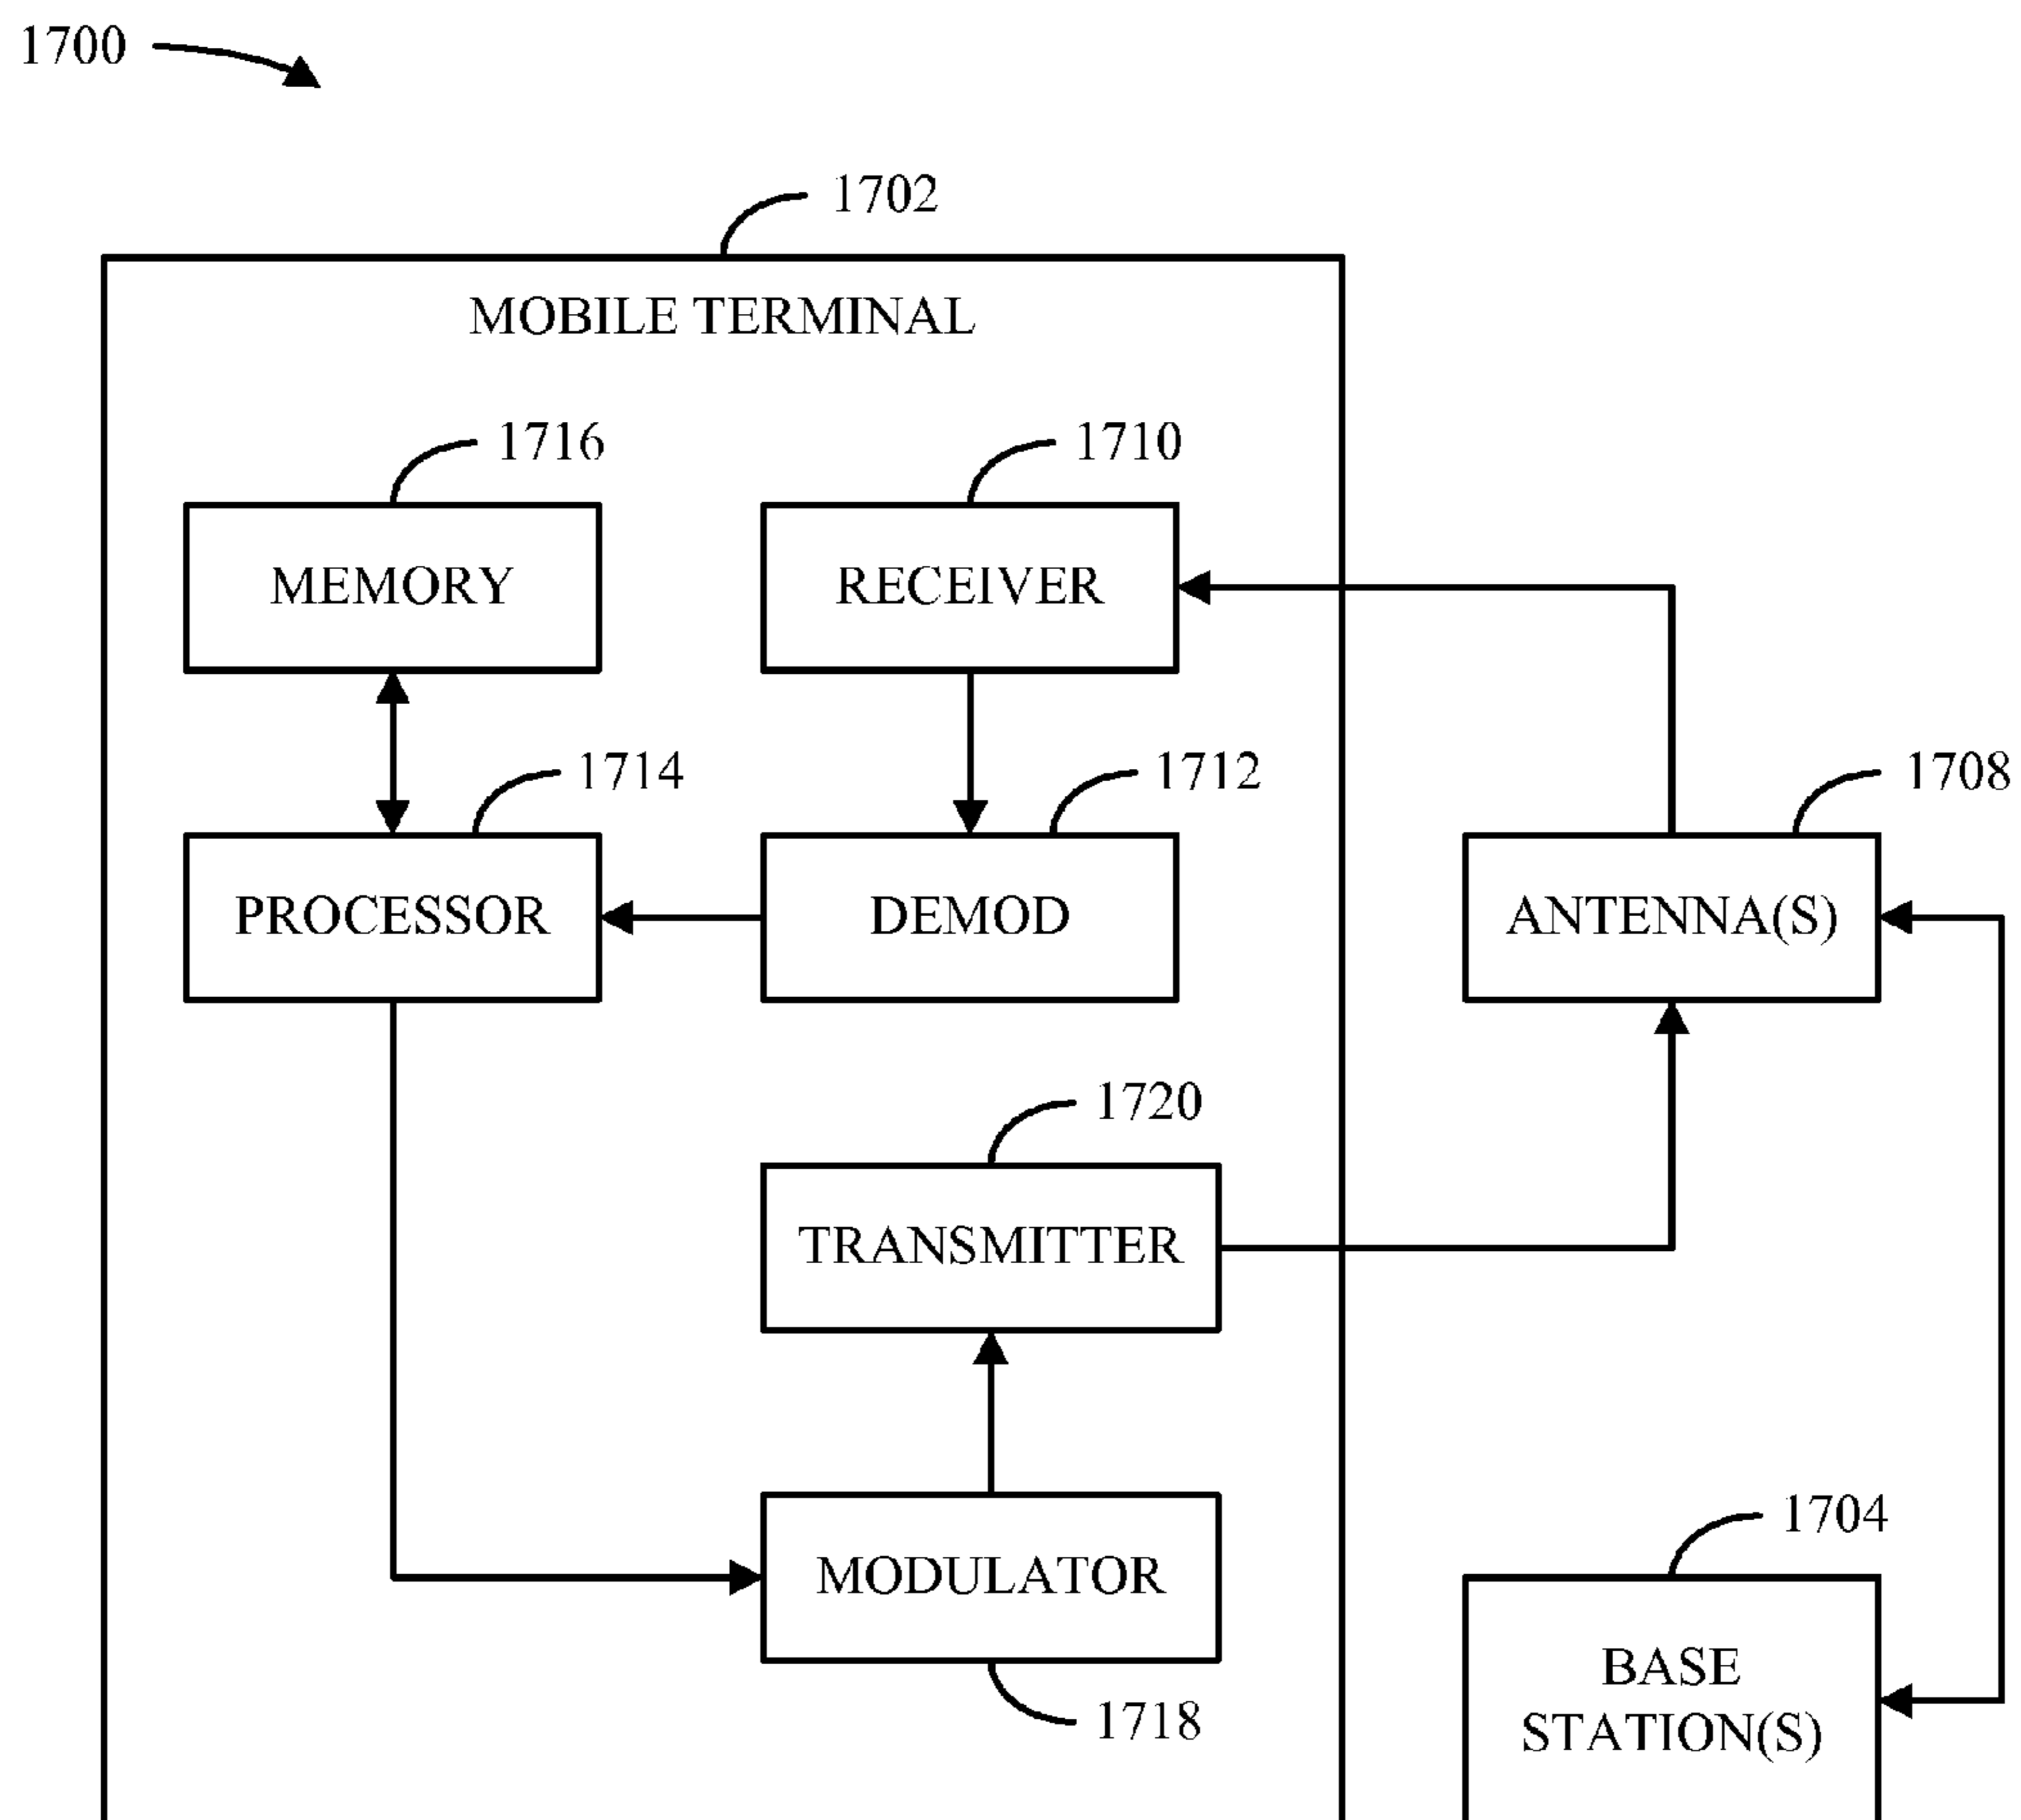 1700
1702
MOBILE TERMINAL
1716
1710
MEMORY
RECEIVER
1714
1712
1708
PROCESSOR
DEMOD
ANTENNA(S)
1720
TRANSMITTER
1704
MODULATOR
BASE
STATION(S)
1718